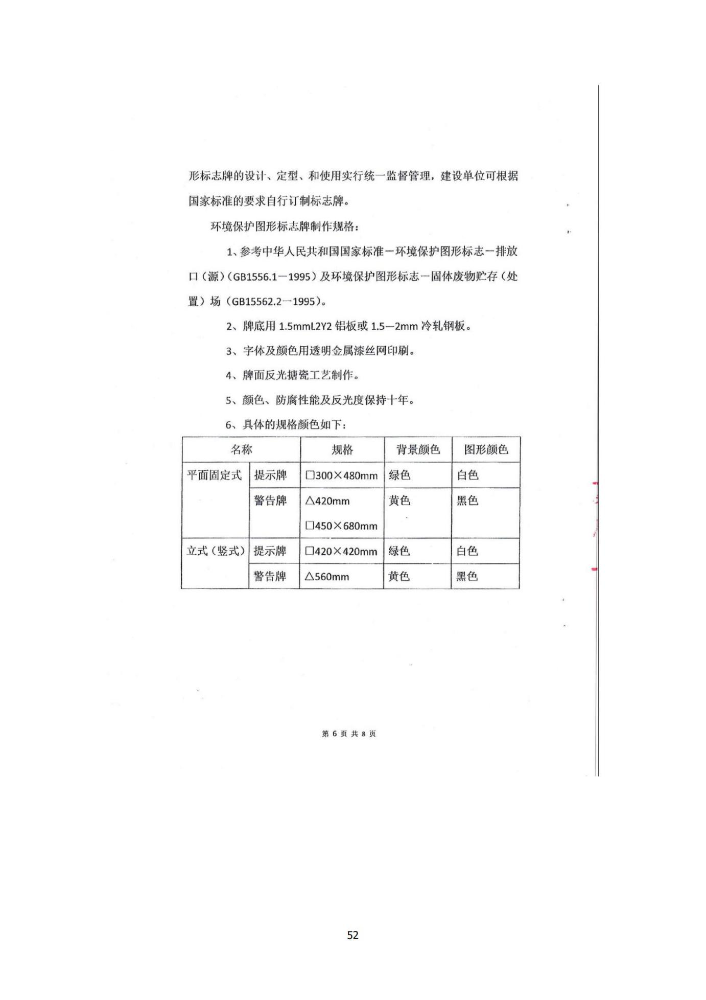 形标志牌的设计、定型、和使用实行统一监督管理，建设单位可根据
国家标准的要求自行订制标志牌。
环境保护图形标志牌制作规格：
1、参考中华人民共和国国家标准－环境保护图形标志－排放
口（源）（GB1556.1－1995）及环境保护图形标志－固体废物贮存（处
置）场（GB15562.2－1995）。
2、牌底用 1.5mmL2Y2 铝板或 1.5－2mm 冷轧钢板。
3、字体及颜色用透明金属漆丝网印刷。
4、牌面反光搪瓷工艺制作。
5、颜色、防腐性能及反光度保持十年。
6、具体的规格颜色如下：
名称 规格 背景颜色 图形颜色
平面固定式 提示牌 □300×480mm 绿色 白色
警告牌 △420mm 黄色 黑色
□450×680mm
立式（竖式） 提示牌 □420×420mm 绿色 白色
警告牌 △560mm 黄色 黑色
第 6 页 共 8 页
52